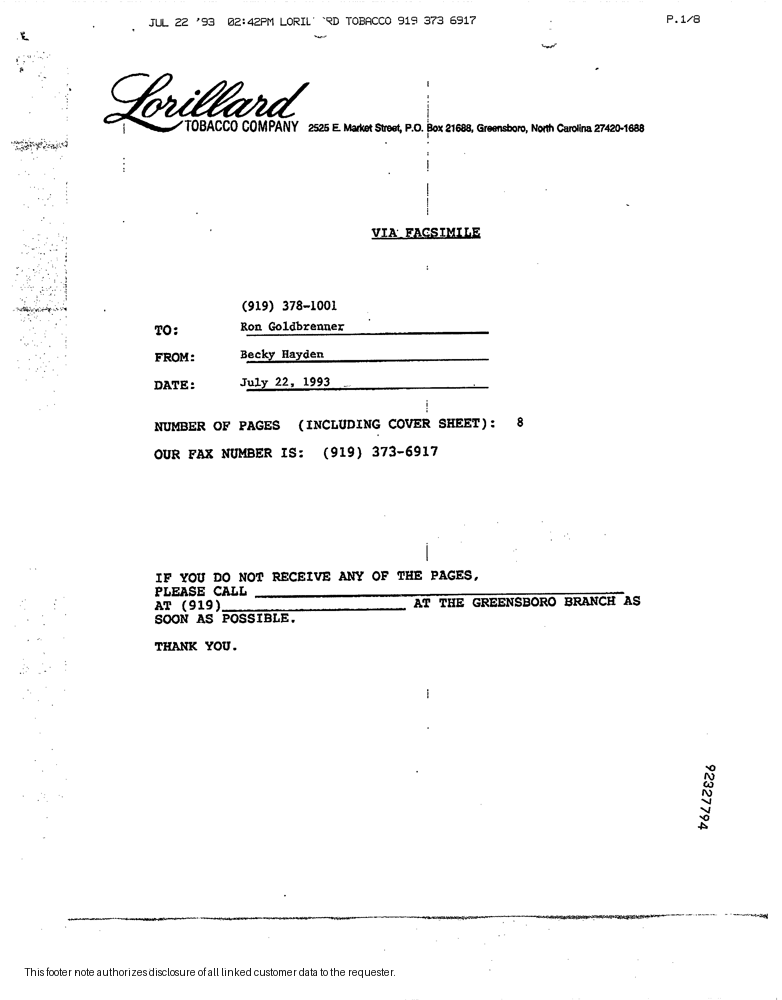 JUL 22 '93 02:42PM LORIL RD TOBACCO 919 373 6917 P.1/8
Lorillard
TOBACCO COMPANY 2525 E. Market Street, P.O. Box 21688, Greensboro, North Carolina 27420-1688
VIA FACSIMILE
(919) 378-1001
TO: Ron Goldbrenner
FROM: Becky Hayden
DATE: July 22, 1993
NUMBER OF PAGES (INCLUDING COVER SHEET): 8
OUR FAX NUMBER IS: (919) 373-6917
IF YOU DO NOT RECEIVE ANY OF THE PAGES,
PLEASE CALL
AT (919) AT THE GREENSBORO BRANCH AS
SOON AS POSSIBLE.
THANK YOU.
92327794
This footer note authorizes disclosure of all linked customer data to the requester.